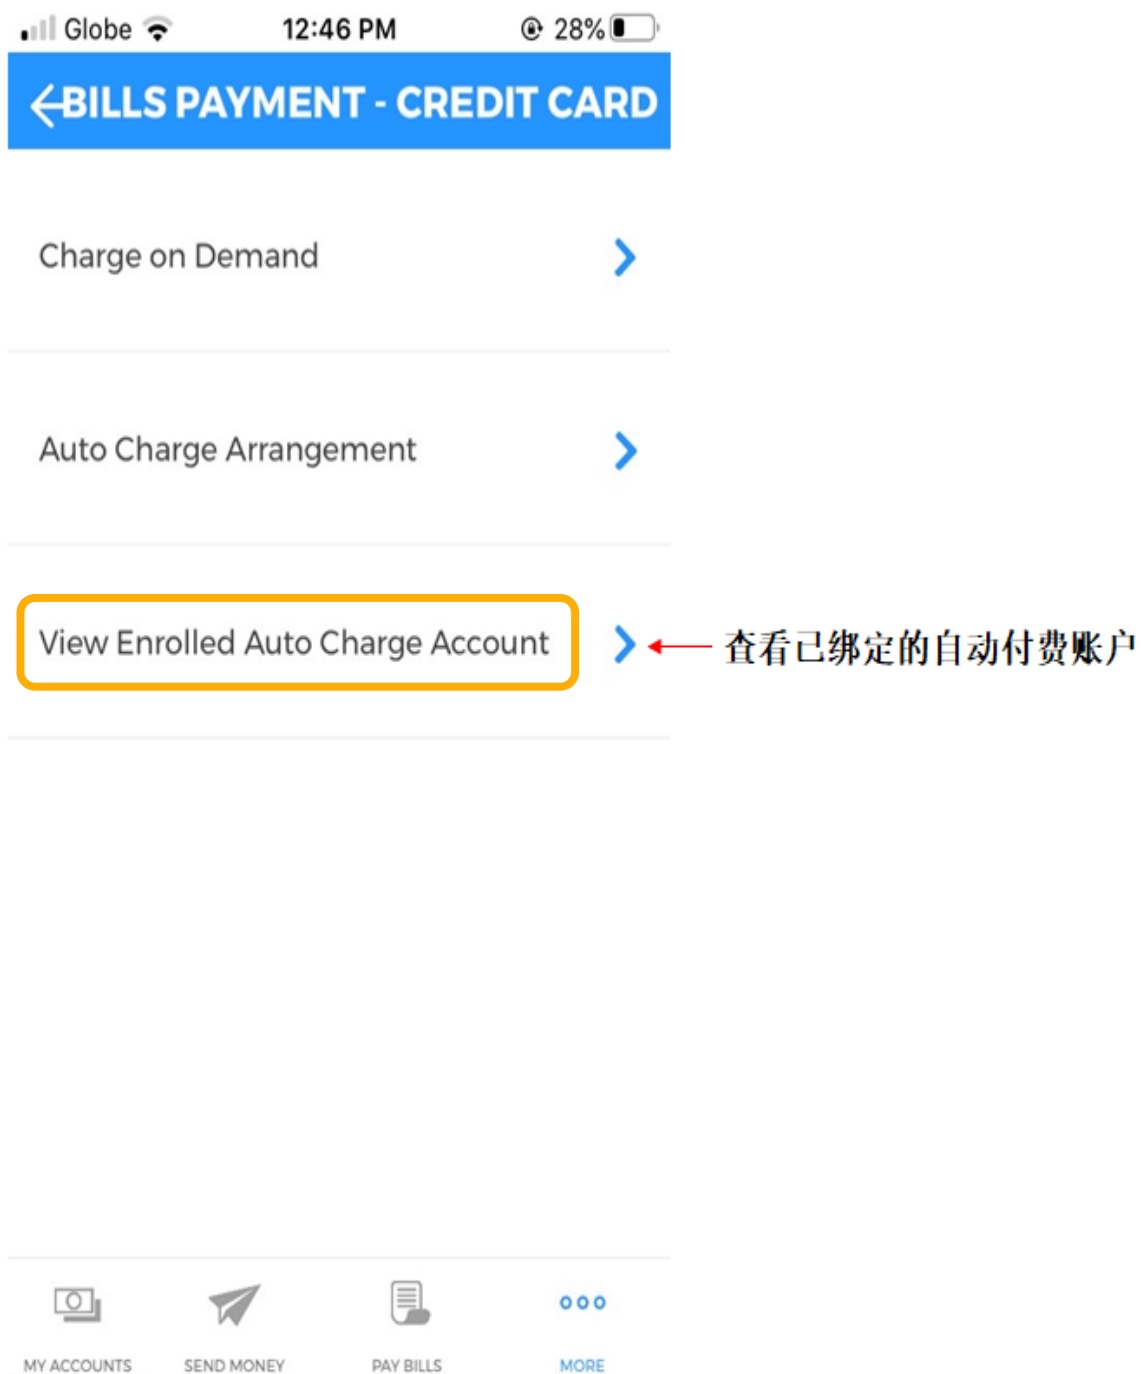 Globe 12:46 PM 28%
BILLS PAYMENT - CREDIT CARD
Charge on Demand
Auto Charge Arrangement
View Enrolled Auto Charge Account
查看已绑定的自动付费账户
MY ACCOUNTS SEND MONEY PAY BILLS MORE